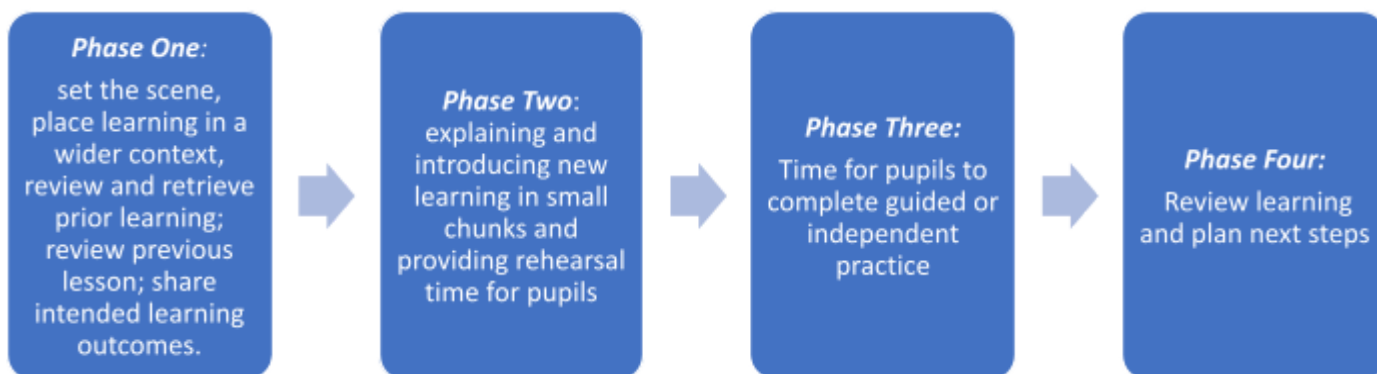 Phase One:
set the scene,
place learning in a
wider context,
review and retrieve
prior learning;
review previous
lesson; share
intended learning
outcomes.
Phase Two:
explaining and
introducing new
learning in small
chunks and
providing rehearsal
time for pupils
Phase Three:
Time for pupils to
complete guided or
independent
practice
Phase Four:
Review learning
and plan next steps